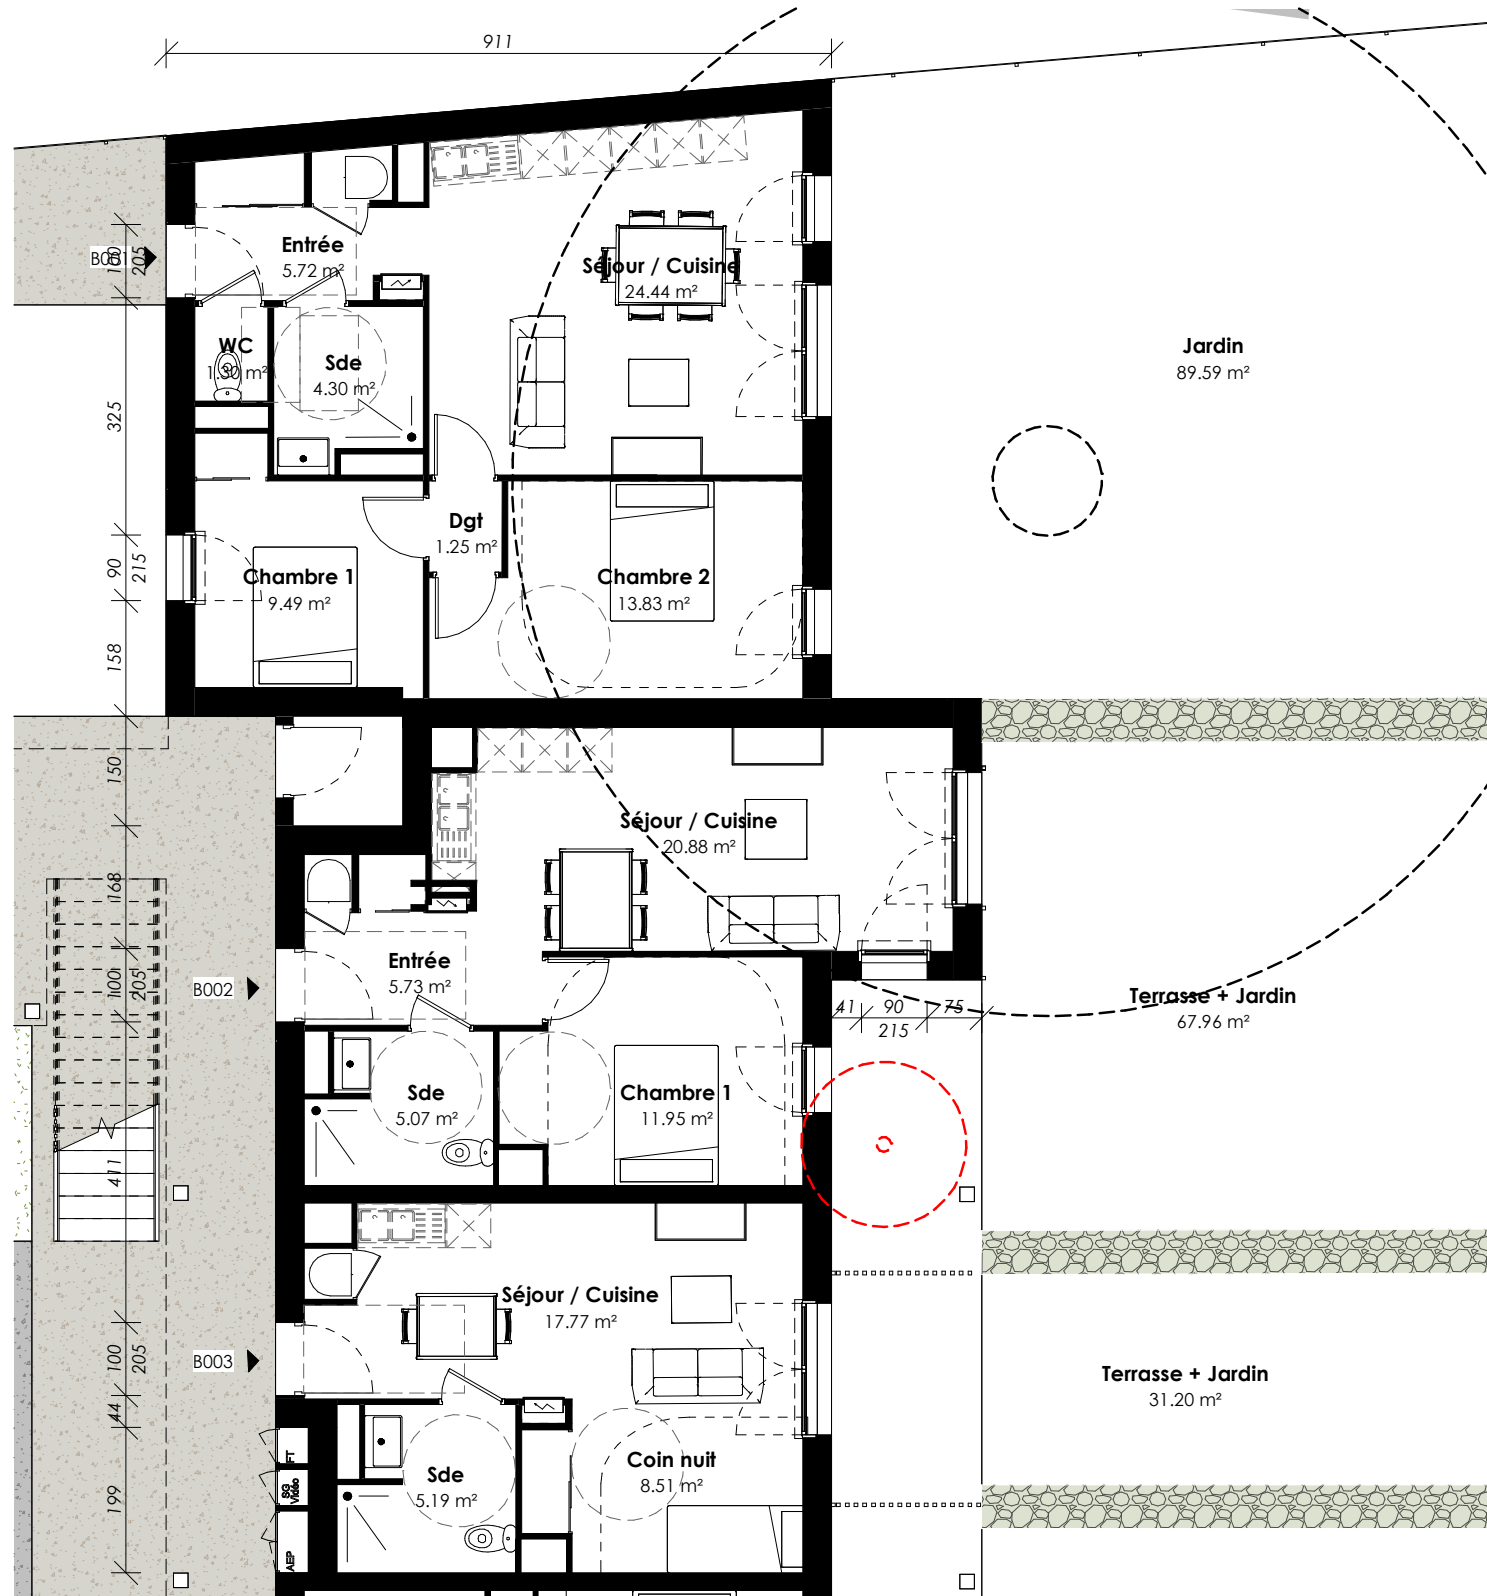 911
Entrée
5.72 m²
100
205
Séjour / Cuisine
24.44 m²
WC
1.30 m²
Sde
4.30 m²
Jardin
89.59 m²
325
Dgt
1.25 m²
90
215
Chambre 1
9.49 m²
Chambre 2
13.83 m²
158
150
Séjour / Cuisine
20.88 m²
168
Entrée
5.73 m²
B002
100
205
41
90
75
215
Terrasse + Jardin
67.96 m²
Sde
5.07 m²
Chambre 1
11.95 m²
411
Séjour / Cuisine
17.77 m²
B003
100
205
Terrasse + Jardin
31.20 m²
44
FT
Coin nuit
8.51 m²
Sde
5.19 m²
SG
Vidéo
199
AEP